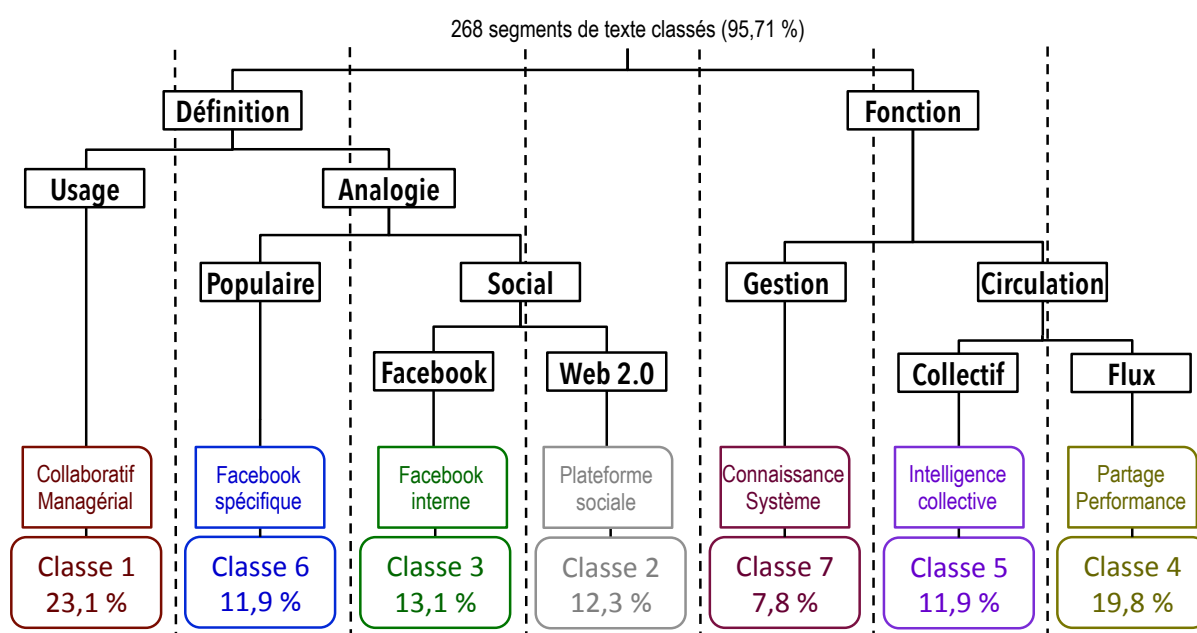 268 segments de texte classés (95,71 %)
Définition
Fonction
Usage
Analogie
Populaire
Social
Gestion
Circulation
Facebook
Web 2.0
Collectif
Flux
Collaboratif
Managérial
Facebook
spécifique
Facebook
interne
Plateforme
sociale
Connaissance
Système
Intelligence
collective
Partage
Performance
Classe 1
23,1 %
Classe 6
11,9 %
Classe 3
13,1 %
Classe 2
12,3 %
Classe 7
7,8 %
Classe 5
11,9 %
Classe 4
19,8 %